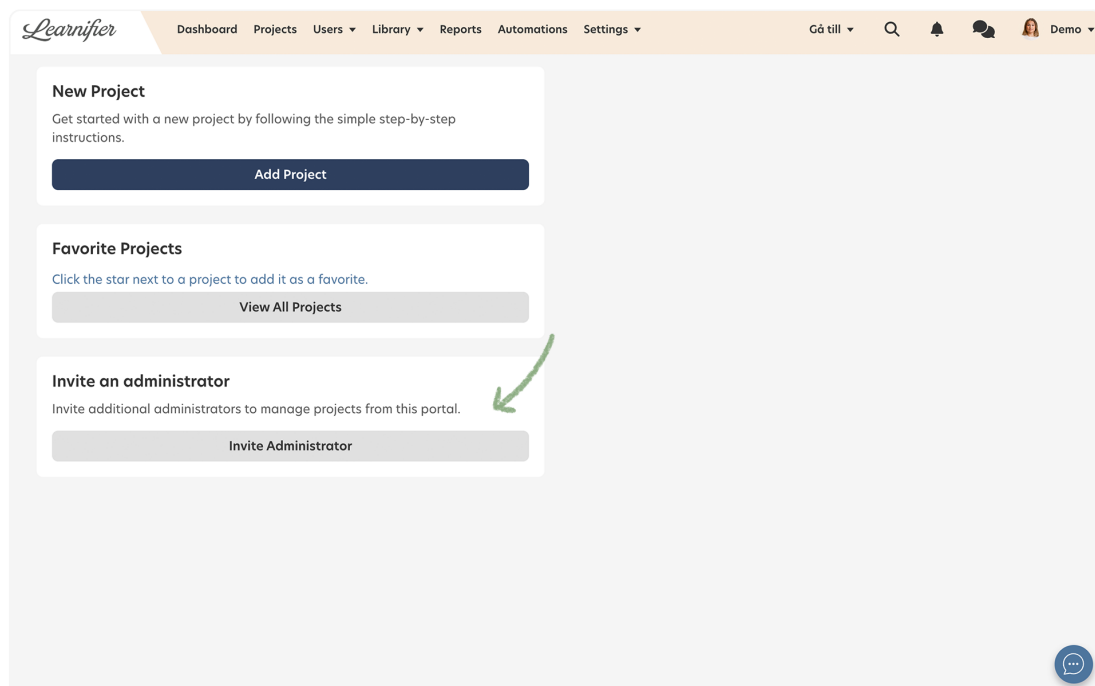 Learnifier
Dashboard Projects Users Library Reports Automations Settings Gå till Demo
New Project
Get started with a new project by following the simple step-by-step
instructions.
Add Project
Favorite Projects
Click the star next to a project to add it as a favorite.
View All Projects
Invite an administrator
Invite additional administrators to manage projects from this portal.
Invite Administrator